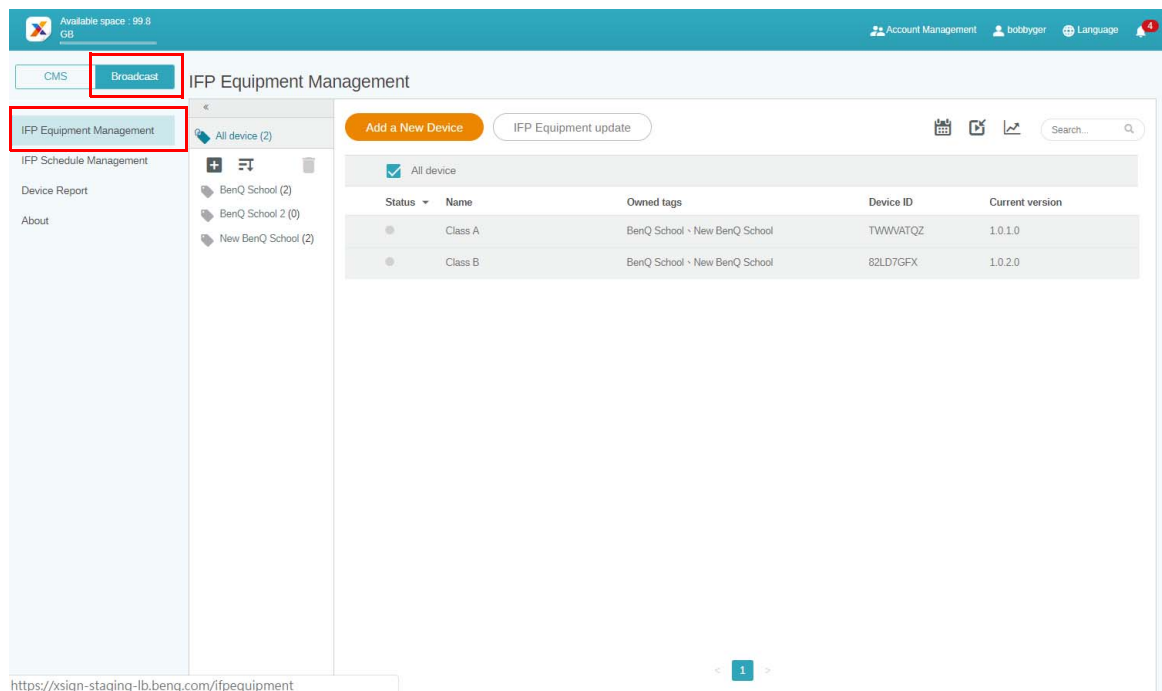 Available space : 99.8
GB
Account Management
bobbyger
Language
4
CMS
Broadcast
IFP Equipment Management
IFP Equipment Management
IFP Schedule Management
Device Report
About
«
All device (2)
BenQ School (2)
BenQ School 2 (0)
New BenQ School (2)
Add a New Device
IFP Equipment update
Search...
All device
Status Name Owned tags Device ID Current version
Class A BenQ School、New BenQ School TWWVATQZ 1.0.1.0
Class B BenQ School、New BenQ School 82LD7GFX 1.0.2.0
< 1 >
https://xsign-staging-lb.benq.com/ifpequipment